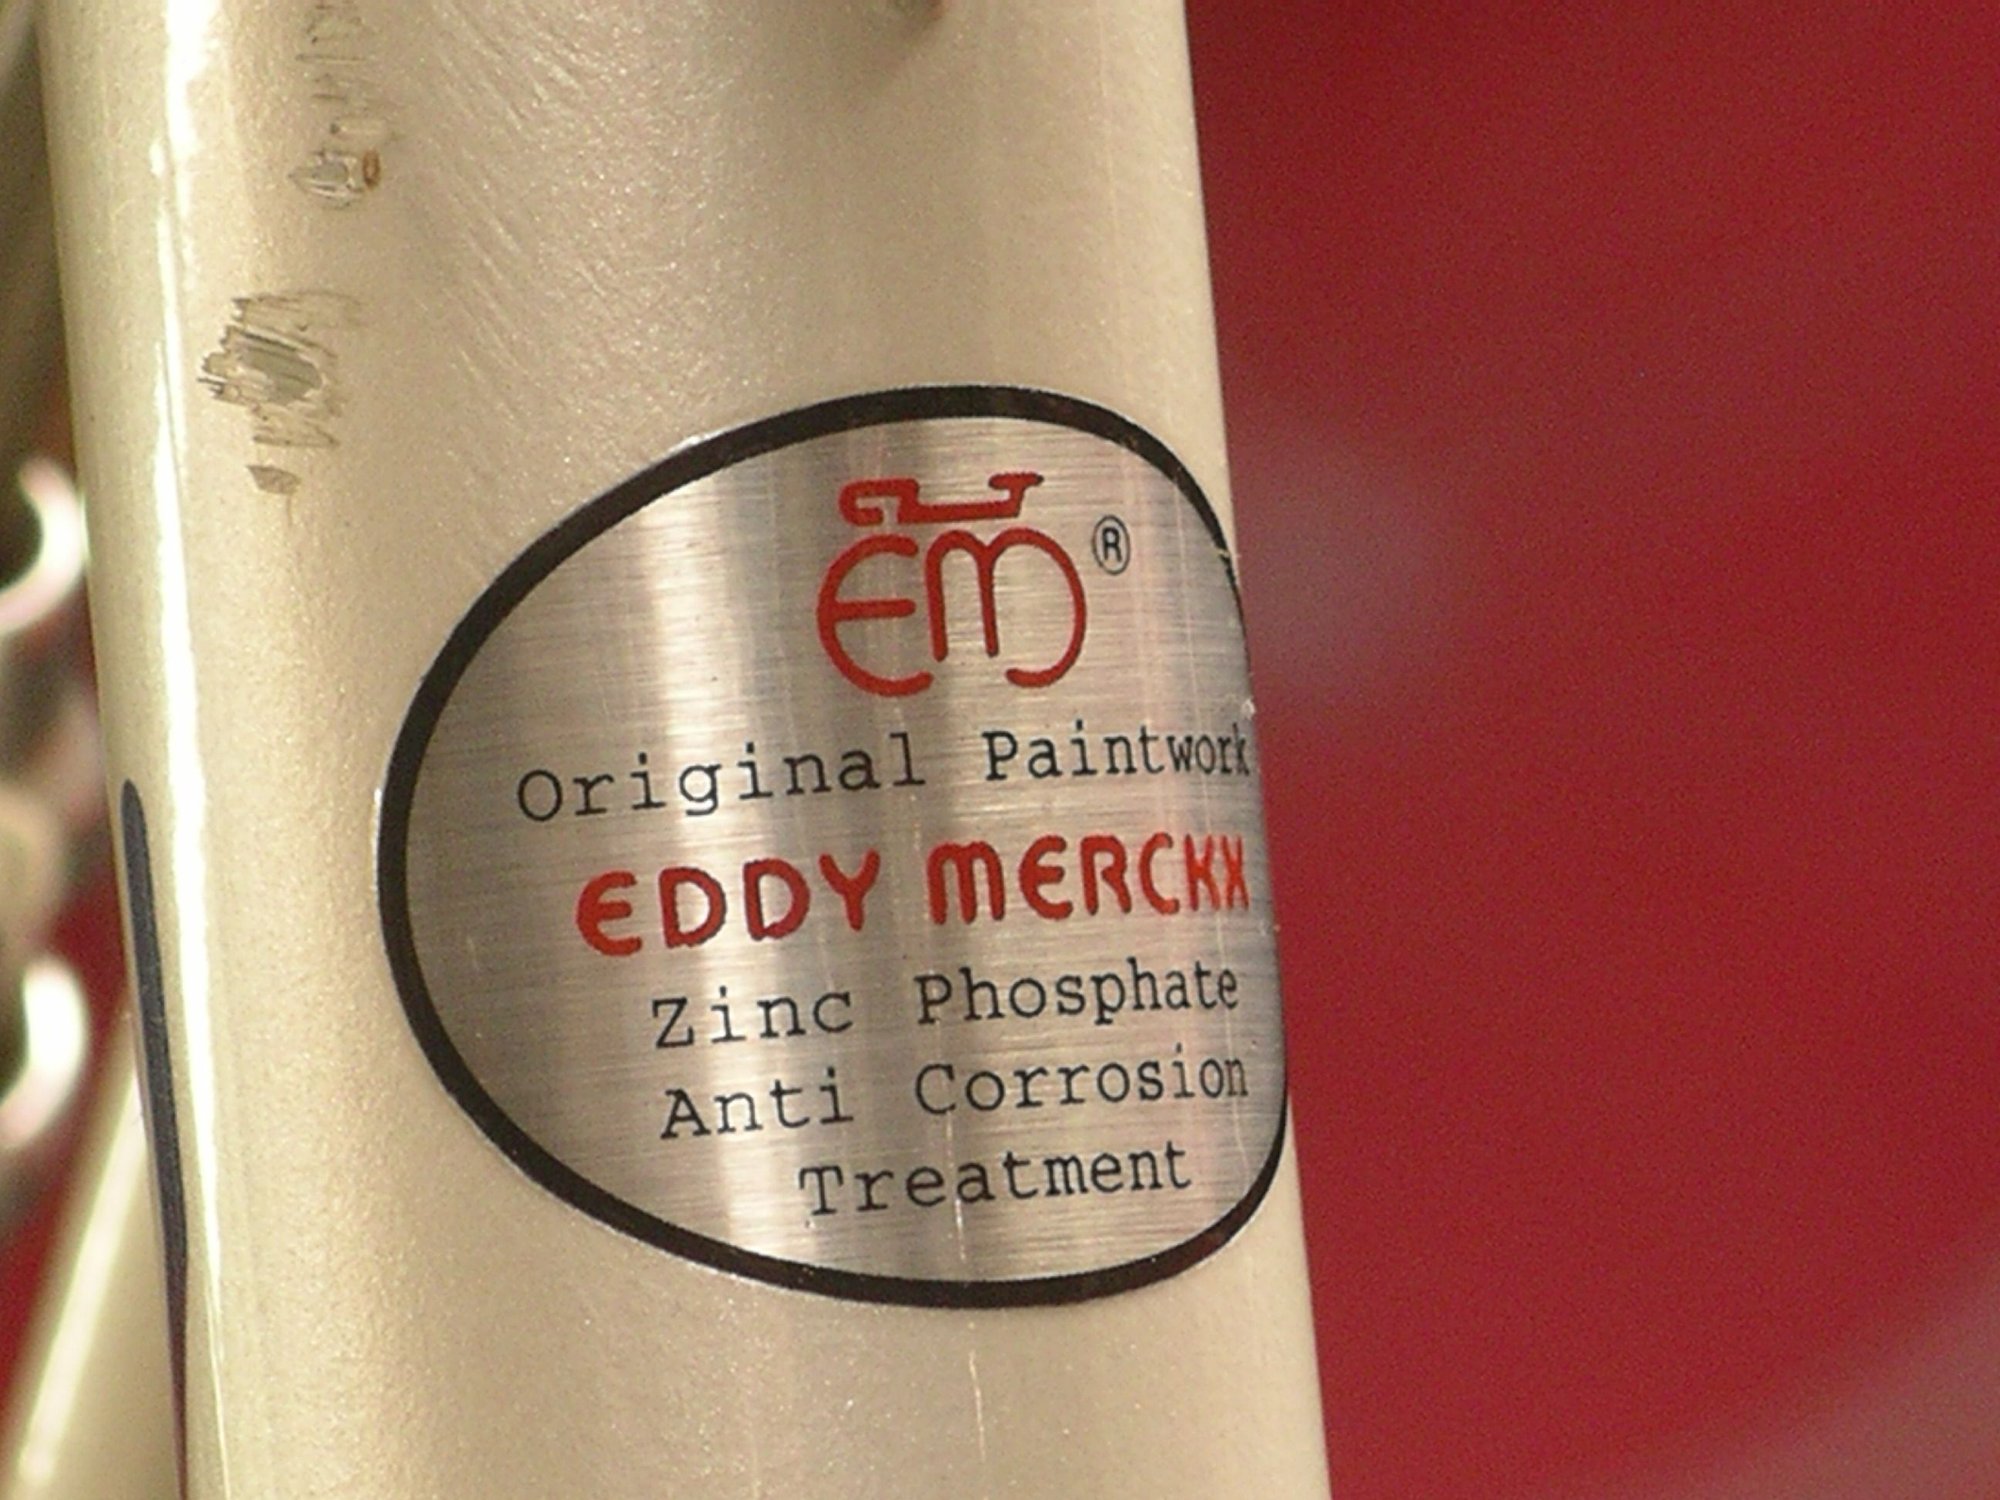 EM ®
Original Paintwork
EDDY MERCKX
Zinc Phosphate
Anti Corrosion
Treatment